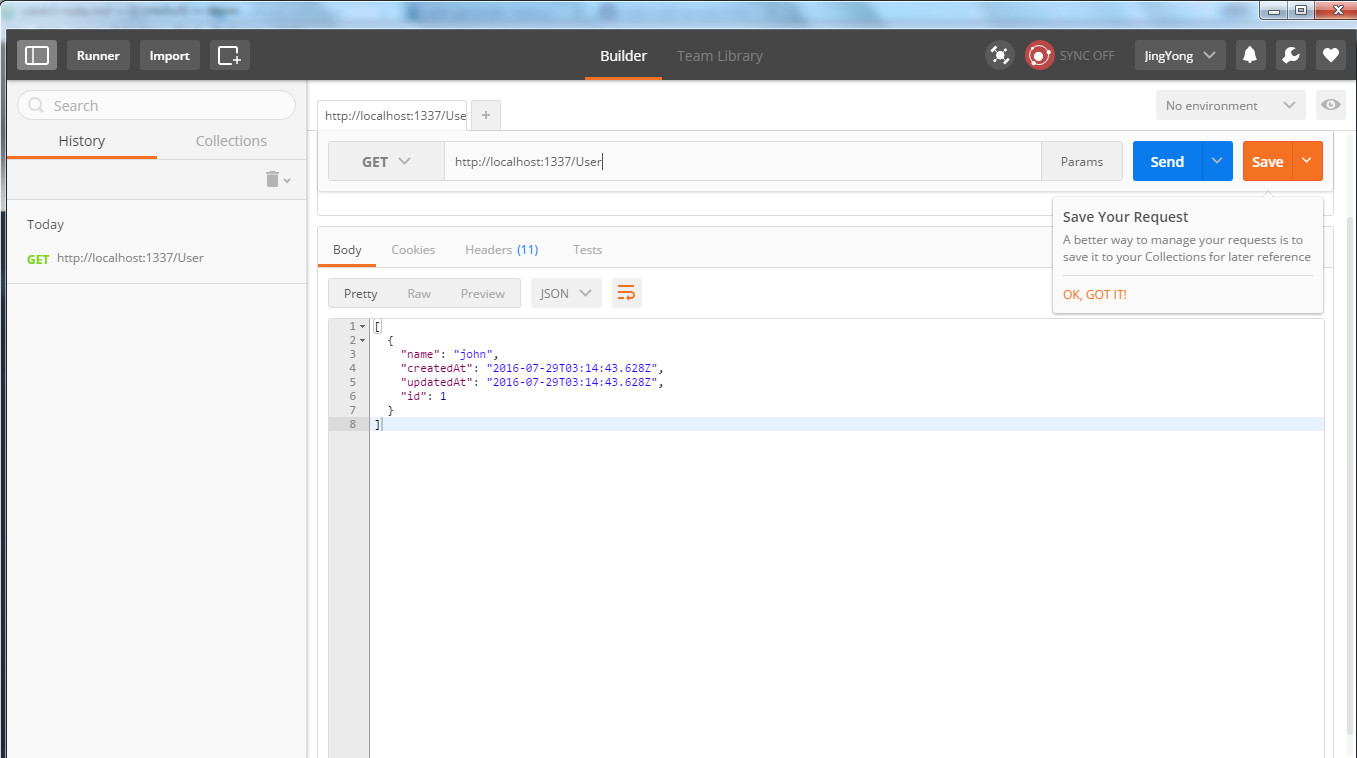 Runner
Import
Builder
Team Library
SYNC OFF
JingYong
Search
History
Collections
Today
GET http://localhost:1337/User
http://localhost:1337/Use
+
No environment
GET
http://localhost:1337/User
Params
Send
Save
Save Your Request
A better way to manage your requests is to
save it to your Collections for later reference
OK, GOT IT!
Body
Cookies
Headers (11)
Tests
Pretty
Raw
Preview
JSON
1 [
2 {
3 "name": "john",
4 "createdAt": "2016-07-29T03:14:43.628Z",
5 "updatedAt": "2016-07-29T03:14:43.628Z",
6 "id": 1
7 }
8 ]